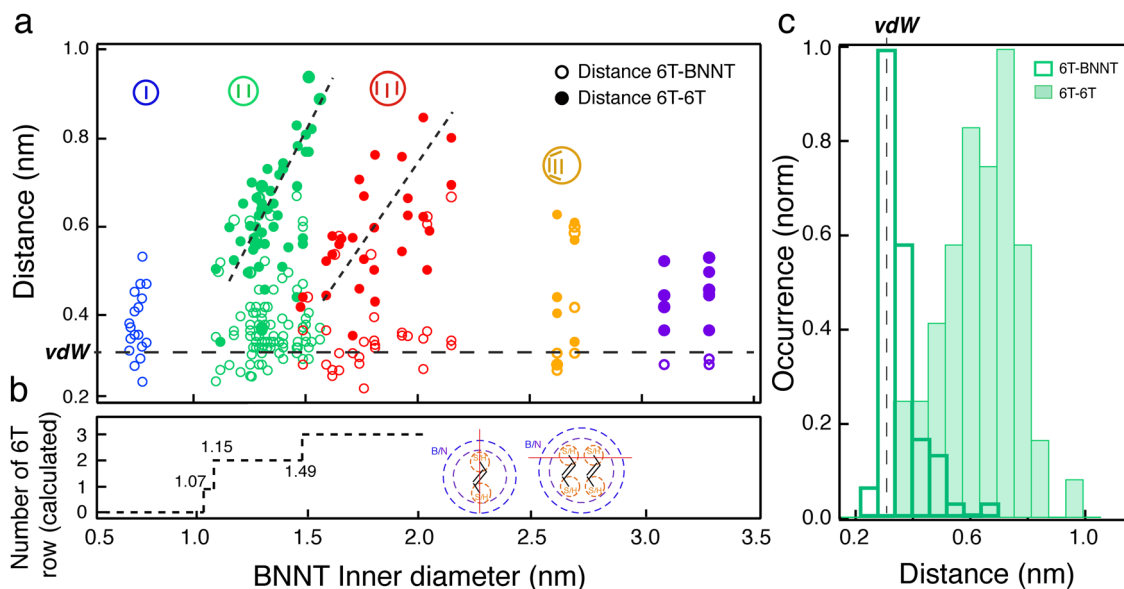 a
c
vdW
1.0
Distance 6T-BNNT
Distance 6T-6T
0.8
0.6
0.4
vdW
0.2
Distance (nm)
b
3
2
1
0
Number of 6T
row (calculated)
1.07
1.15
1.49
B/N
S/H
S/H
B/N
S/H
S/H
S/H
S/H
0.5
1.0
1.5
2.0
2.5
3.0
3.5
BNNT Inner diameter (nm)
1.0
0.8
0.6
0.4
0.2
0.0
Occurrence (norm)
6T-BNNT
6T-6T
0.2
0.6
1.0
Distance (nm)